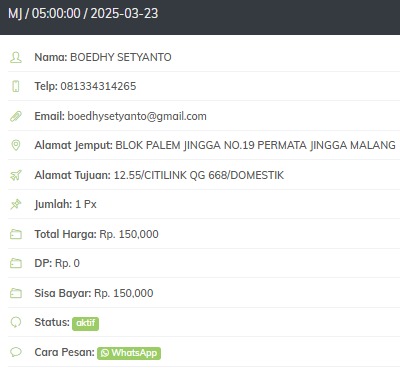 MJ / 05:00:00 / 2025-03-23
Nama: BOEDHY SETYANTO
Telp: 081334314265
Email: boedhysetyanto@gmail.com
Alamat Jemput: BLOK PALEM JINGGA NO.19 PERMATA JINGGA MALANG
Alamat Tujuan: 12.55/CITILINK QG 668/DOMESTIK
Jumlah: 1 Px
Total Harga: Rp. 150,000
DP: Rp. 0
Sisa Bayar: Rp. 150,000
Status: aktif
Cara Pesan: WhatsApp